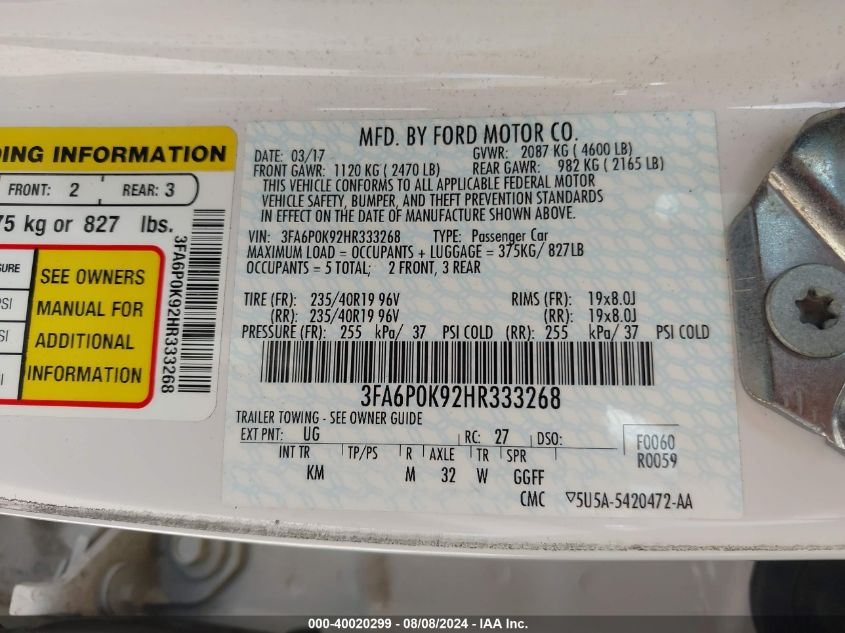 DING INFORMATION
FRONT: 2 REAR: 3
75 kg or 827 lbs.
SURE
PSI
SI
SI
SEE OWNERS
MANUAL FOR
ADDITIONAL
INFORMATION
3FA6P0K92HR333268
MFD. BY FORD MOTOR CO.
DATE: 03/17 GVWR: 2087 KG ( 4600 LB)
FRONT GAWR: 1120 KG ( 2470 LB) REAR GAWR: 982 KG ( 2165 LB)
THIS VEHICLE CONFORMS TO ALL APPLICABLE FEDERAL MOTOR
VEHICLE SAFETY, BUMPER, AND THEFT PREVENTION STANDARDS
IN EFFECT ON THE DATE OF MANUFACTURE SHOWN ABOVE.
VIN: 3FA6P0K92HR333268 TYPE: Passenger Car
MAXIMUM LOAD = OCCUPANTS + LUGGAGE = 375KG/ 827LB
OCCUPANTS = 5 TOTAL; 2 FRONT, 3 REAR
TIRE (FR): 235/40R19 96V RIMS (FR): 19x8.0J
(RR): 235/40R19 96V (RR): 19x8.0J
PRESSURE (FR): 255 kPa/ 37 PSI COLD (RR): 255 kPa/ 37 PSI COLD
3FA6P0K92HR333268
TRAILER TOWING - SEE OWNER GUIDE
EXT PNT: UG RC: 27 DSO: F0060
R0059
INT TR TP/PS R AXLE TR SPR
KM M 32 W GGFF
CMC ▽5U5A-5420472-AA
000-40020299 | 08/08/2024 - IAA Inc.